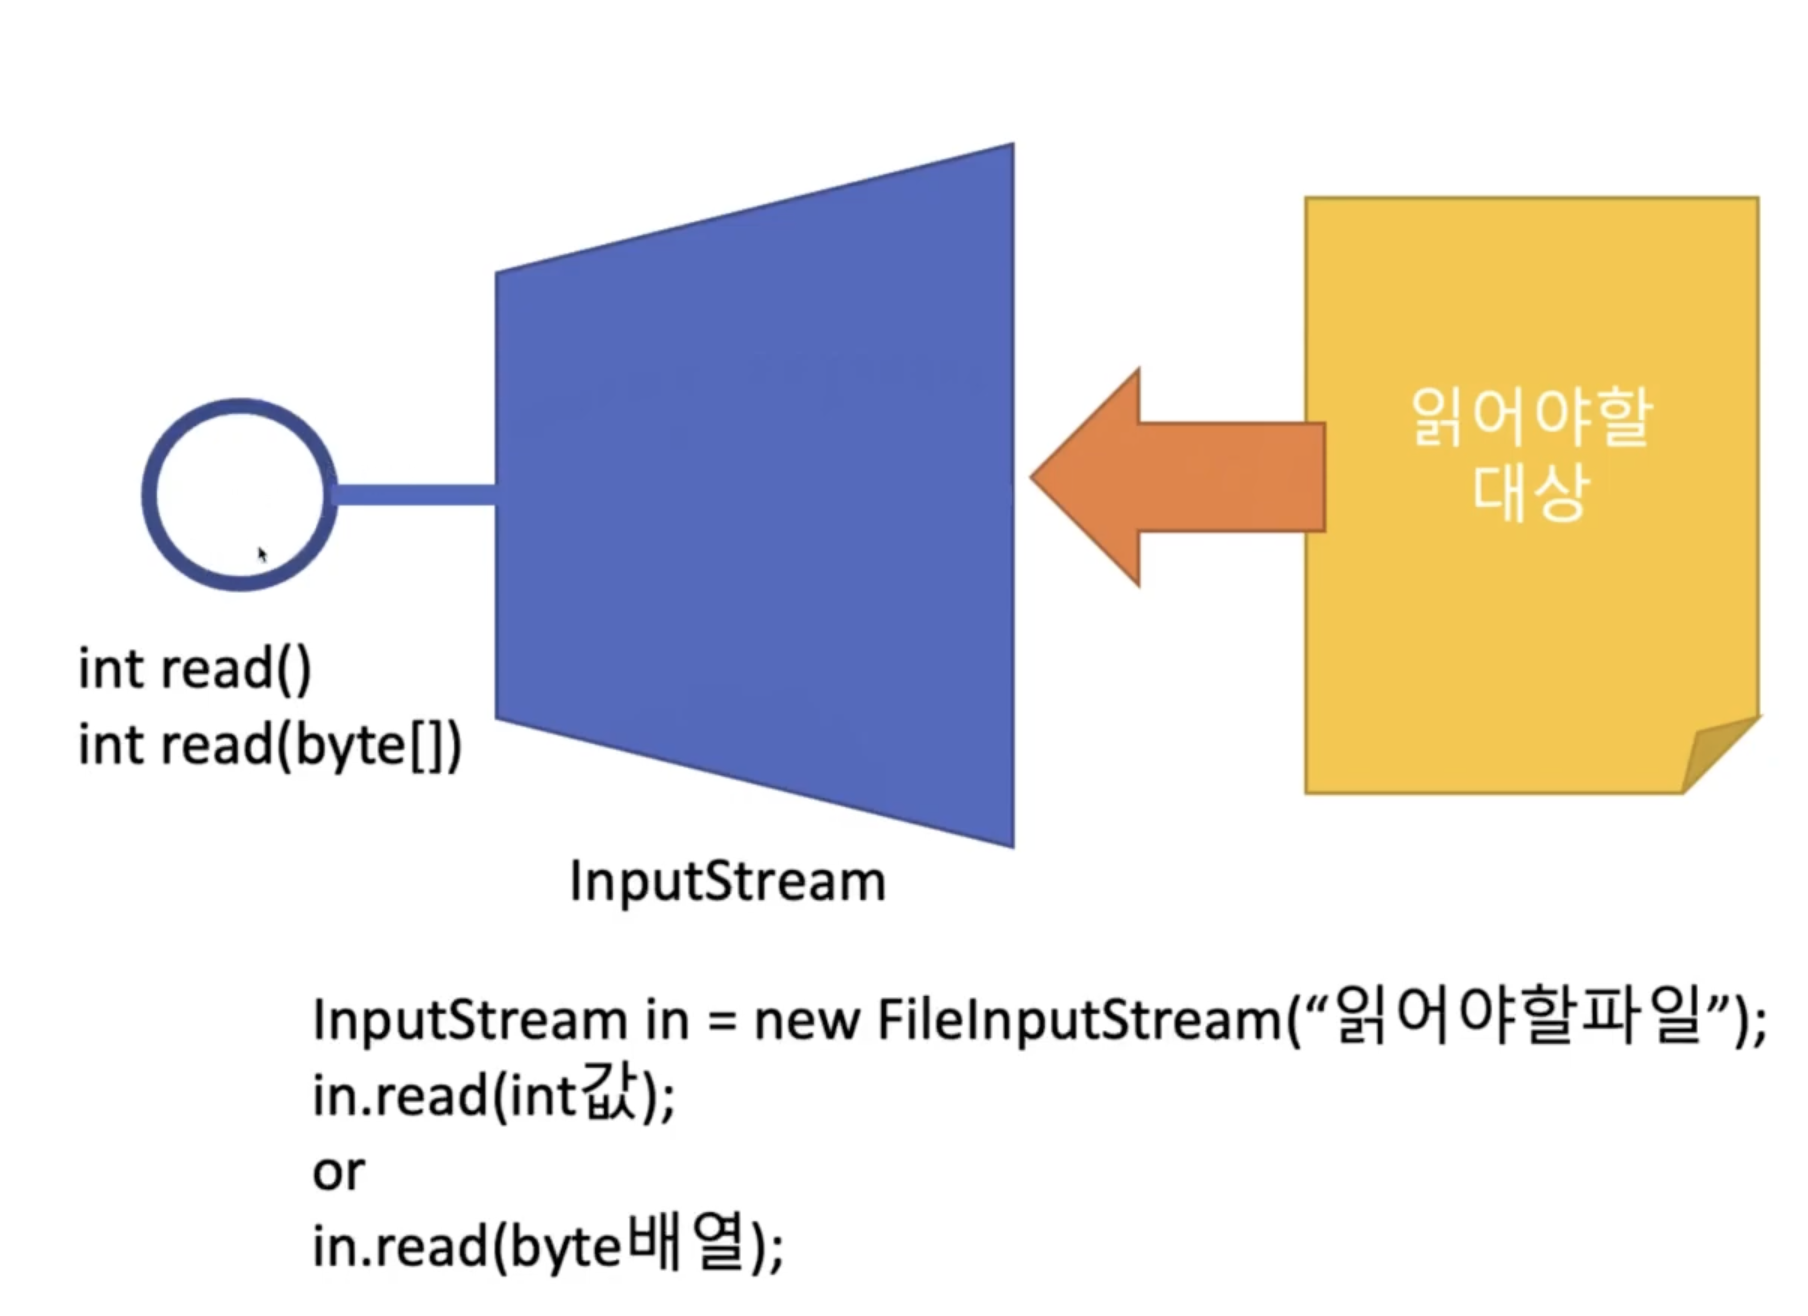 읽어야할
대상
int read()
int read(byte[])
InputStream
InputStream in = new FileInputStream(“읽어야할파일”);
in.read(int값);
or
in.read(byte배열);